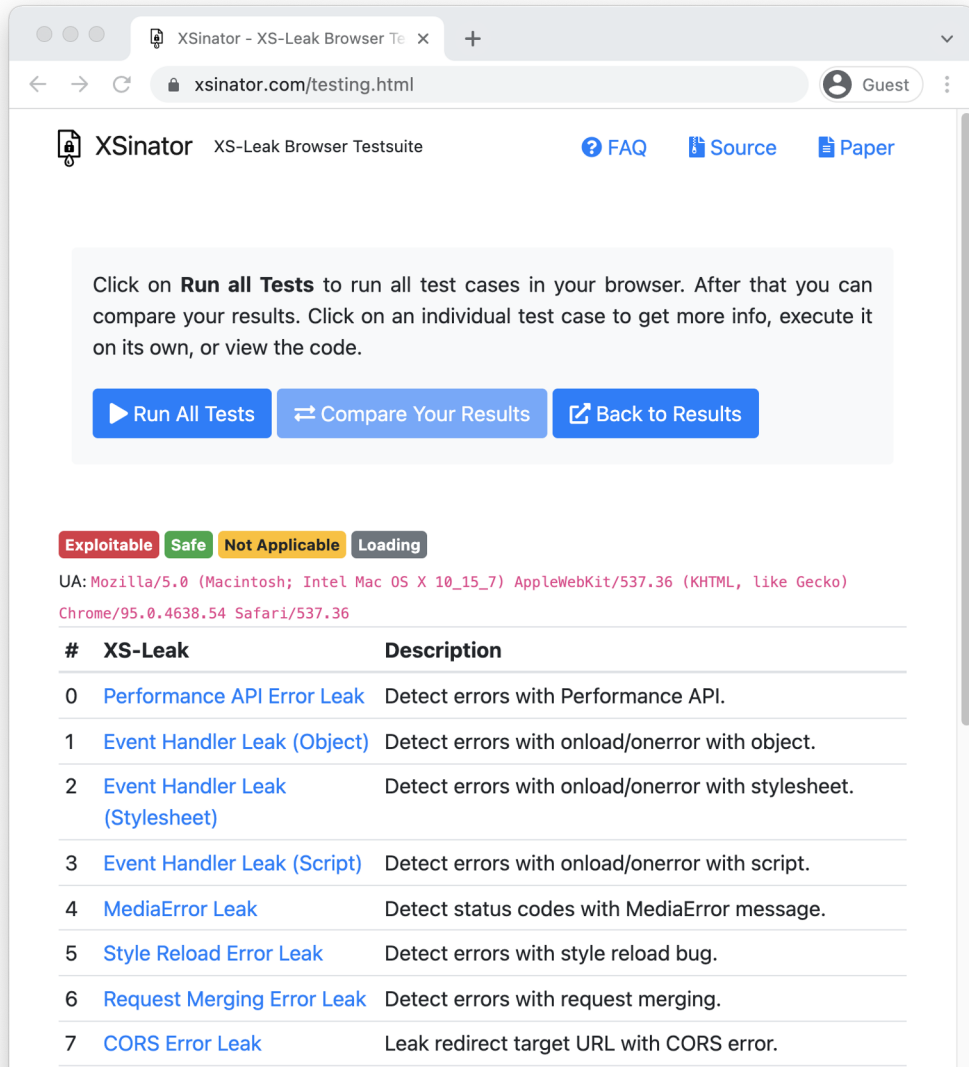 XSinator - XS-Leak Browser Te
xsinator.com/testing.html
Guest
XSinator XS-Leak Browser Testsuite
FAQ
Source
Paper
Click on Run all Tests to run all test cases in your browser. After that you can
compare your results. Click on an individual test case to get more info, execute it
on its own, or view the code.
Run All Tests
Compare Your Results
Back to Results
Exploitable Safe Not Applicable Loading
UA: Mozilla/5.0 (Macintosh; Intel Mac OS X 10_15_7) AppleWebKit/537.36 (KHTML, like Gecko)
Chrome/95.0.4638.54 Safari/537.36
# XS-Leak Description
0 Performance API Error Leak Detect errors with Performance API.
1 Event Handler Leak (Object) Detect errors with onload/onerror with object.
2 Event Handler Leak Detect errors with onload/onerror with stylesheet.
(Stylesheet)
3 Event Handler Leak (Script) Detect errors with onload/onerror with script.
4 MediaError Leak Detect status codes with MediaError message.
5 Style Reload Error Leak Detect errors with style reload bug.
6 Request Merging Error Leak Detect errors with request merging.
7 CORS Error Leak Leak redirect target URL with CORS error.